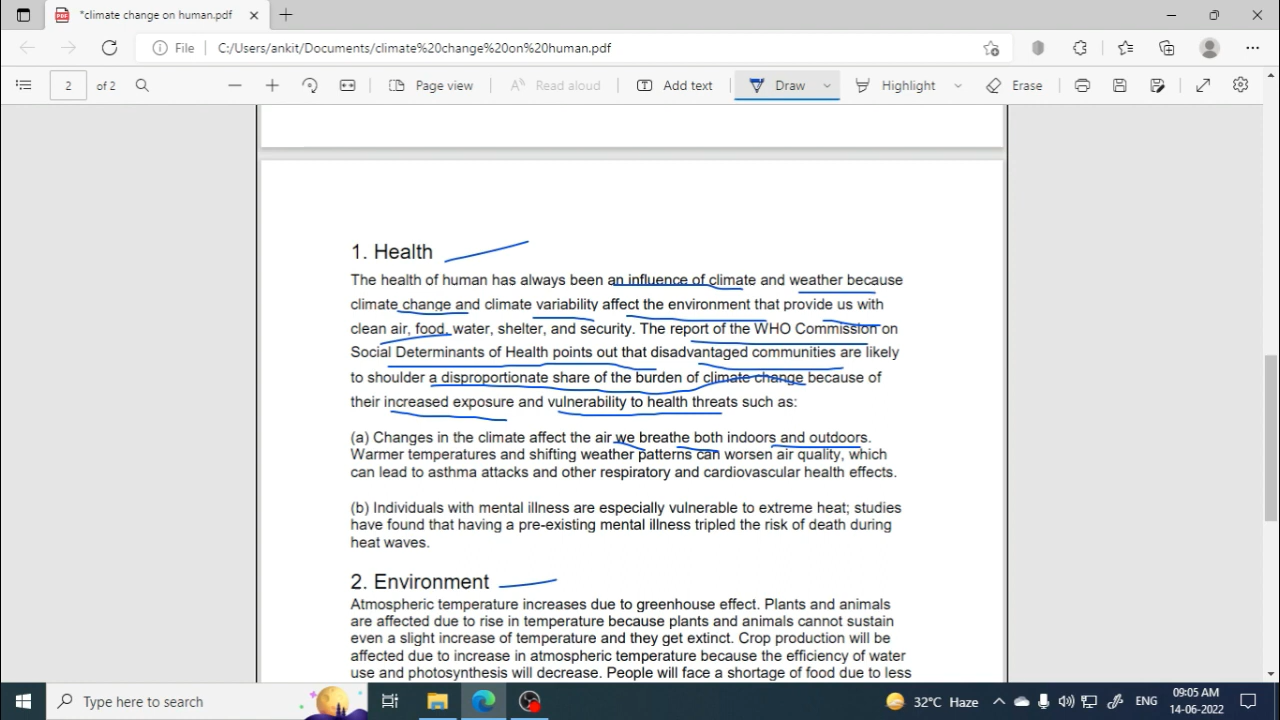 *climate change on human.pdf
File C:/Users/ankit/Documents/climate%20change%20on%20human.pdf
2 of 2 Page view Read aloud Add text Draw Highlight Erase
1. Health
The health of human has always been an influence of climate and weather because
climate change and climate variability affect the environment that provide us with
clean air, food, water, shelter, and security. The report of the WHO Commission on
Social Determinants of Health points out that disadvantaged communities are likely
to shoulder a disproportionate share of the burden of climate change because of
their increased exposure and vulnerability to health threats such as:
(a) Changes in the climate affect the air we breathe both indoors and outdoors.
Warmer temperatures and shifting weather patterns can worsen air quality, which
can lead to asthma attacks and other respiratory and cardiovascular health effects.
(b) Individuals with mental illness are especially vulnerable to extreme heat; studies
have found that having a pre-existing mental illness tripled the risk of death during
heat waves.
2. Environment
Atmospheric temperature increases due to greenhouse effect. Plants and animals
are affected due to rise in temperature because plants and animals cannot sustain
even a slight increase of temperature and they get extinct. Crop production will be
affected due to increase in atmospheric temperature because the efficiency of water
use and photosynthesis will decrease. People will face a shortage of food due to less
Type here to search 32°C Haze ENG 09:05 AM
14-06-2022